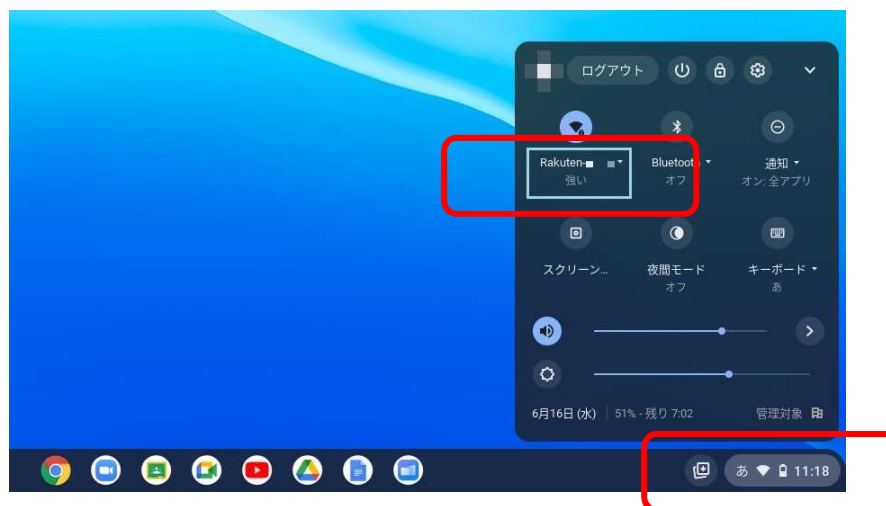 ログアウト
Rakuten-
強い
Bluetooth
オフ
通知
オン: 全アプリ
スクリーン...
夜間モード
オフ
キーボード
あ
6月16日 (水)
51% - 残り 7:02
管理対象
あ
11:18